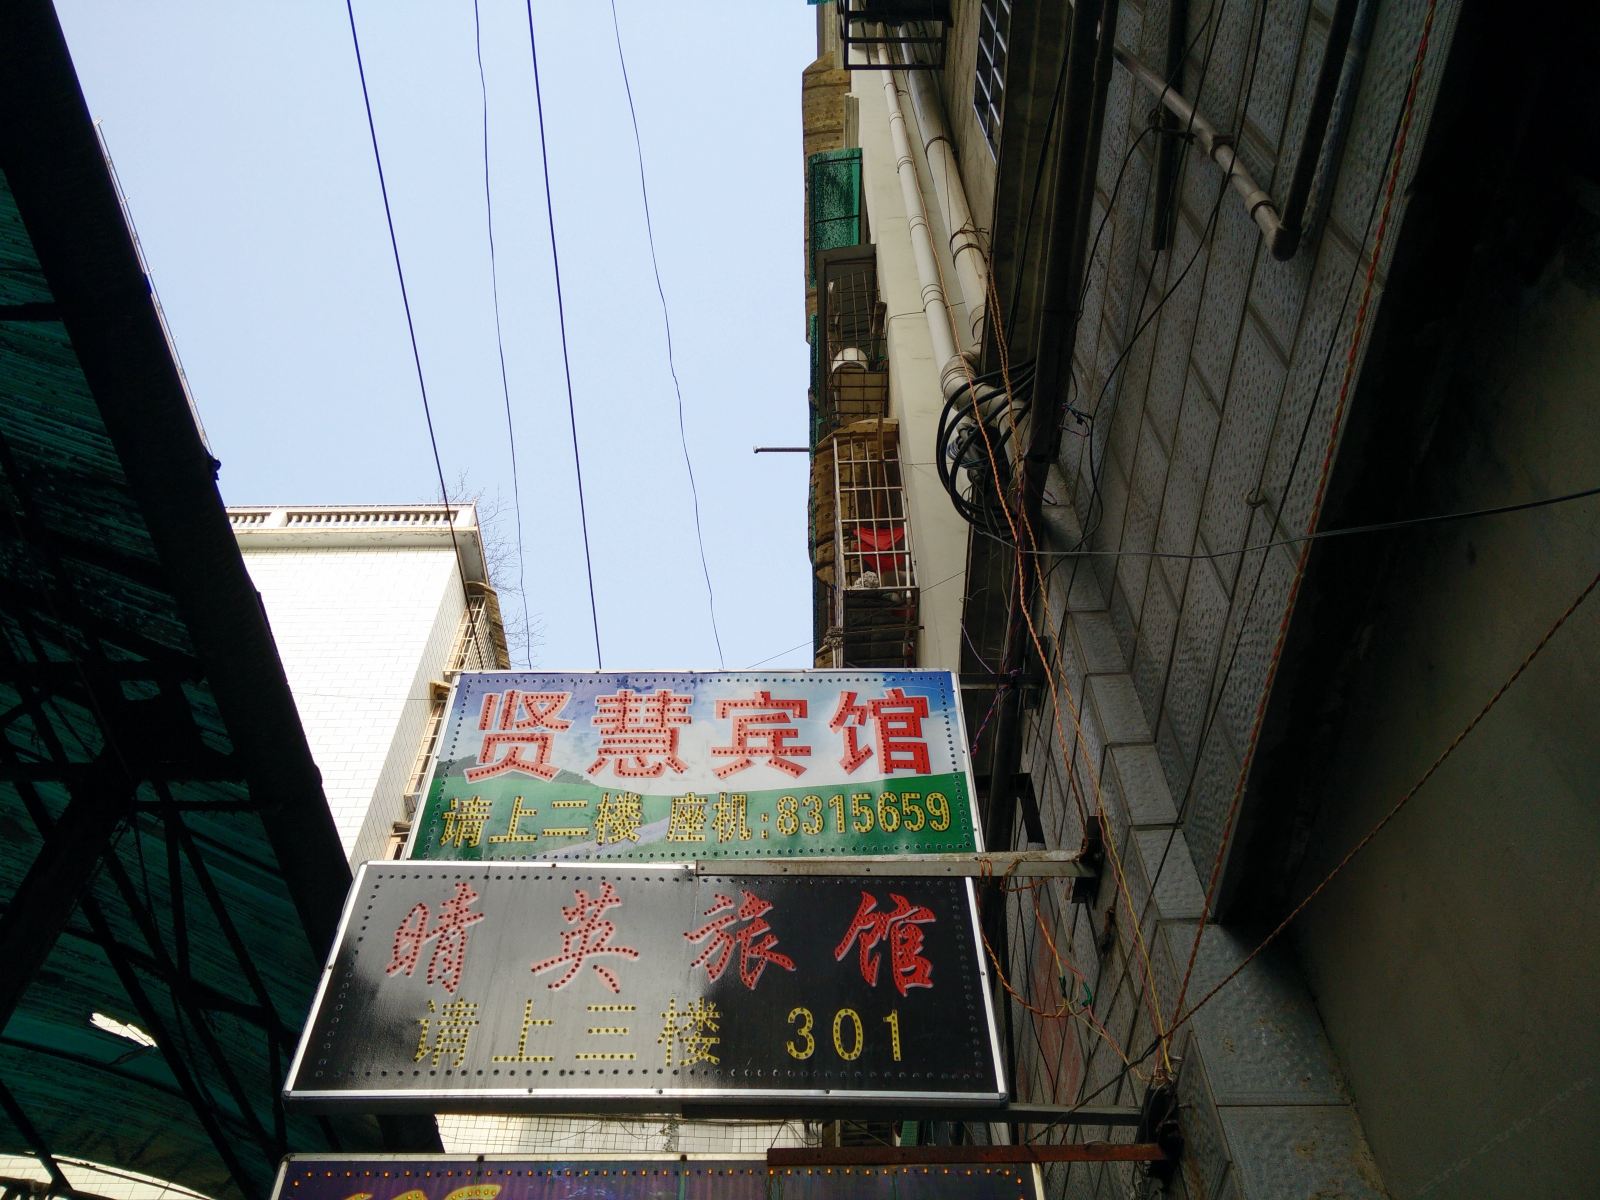 贤慧宾馆
请上二楼 座机:8315659
晴英旅馆
请上三楼 301